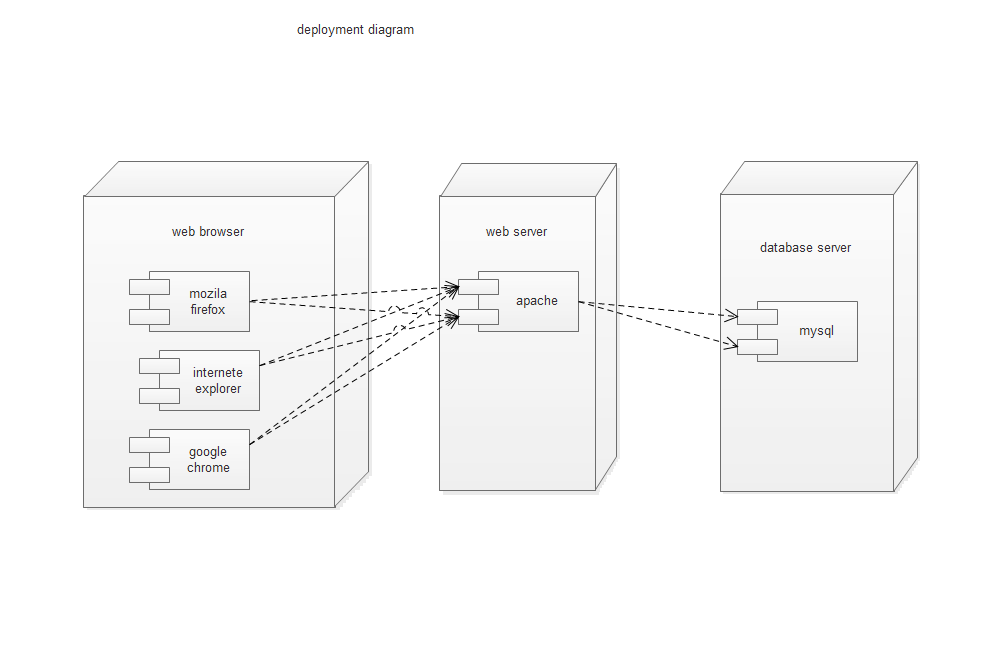 deployment diagram
web browser
mozila
firefox
internete
explorer
google
chrome
web server
apache
database server
mysql